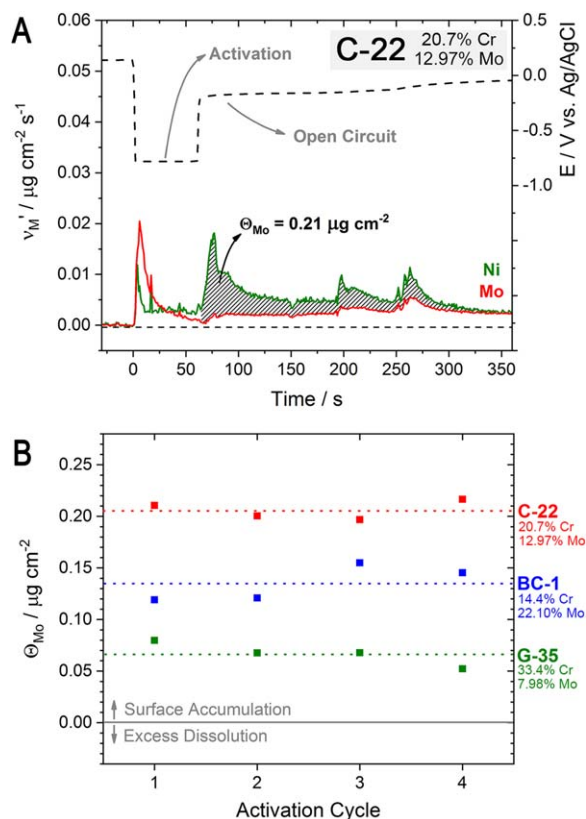 A
C-22
20.7% Cr
12.97% Mo
Activation
Open Circuit
ΘMo = 0.21 μg cm-2
Ni
Mo
0.06
0.05
0.04
0.03
0.02
0.01
0.00
νM' / μg cm-2 s-1
0.5
0.0
-0.5
-1.0
E / V vs. Ag/AgCl
0
50
100
150
200
250
300
350
Time / s
B
0.25
0.20
0.15
0.10
0.05
0.00
ΘMo / μg cm-2
C-22
20.7% Cr
12.97% Mo
BC-1
14.4% Cr
22.10% Mo
G-35
33.4% Cr
7.98% Mo
Surface Accumulation
Excess Dissolution
1
2
3
4
Activation Cycle